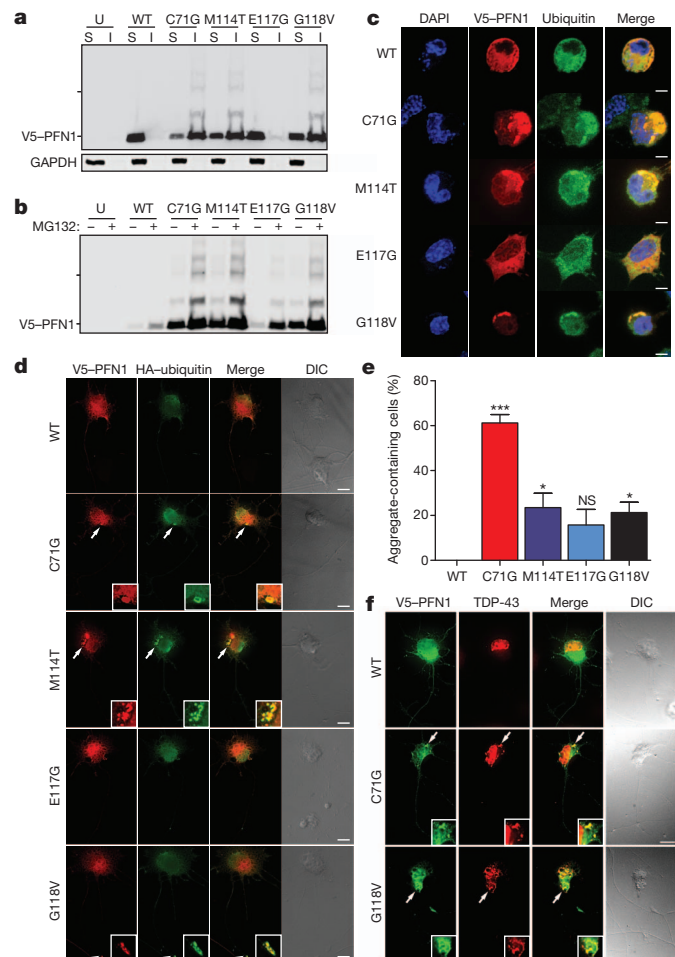 a
U WT C71G M114T E117G G118V
S I S I S I S I S I S I
V5–PFN1
GAPDH
b
U WT C71G M114T E117G G118V
MG132: – + – + – + – + – + – +
V5–PFN1
c
DAPI V5–PFN1 Ubiquitin Merge
WT
C71G
M114T
E117G
G118V
d
V5–PFN1 HA–ubiquitin Merge DIC
WT
C71G
M114T
E117G
G118V
e
Aggregate-containing cells (%)
80
60
40
20
0
***
*
NS
*
WT C71G M114T E117G G118V
f
V5–PFN1 TDP-43 Merge DIC
WT
C71G
G118V